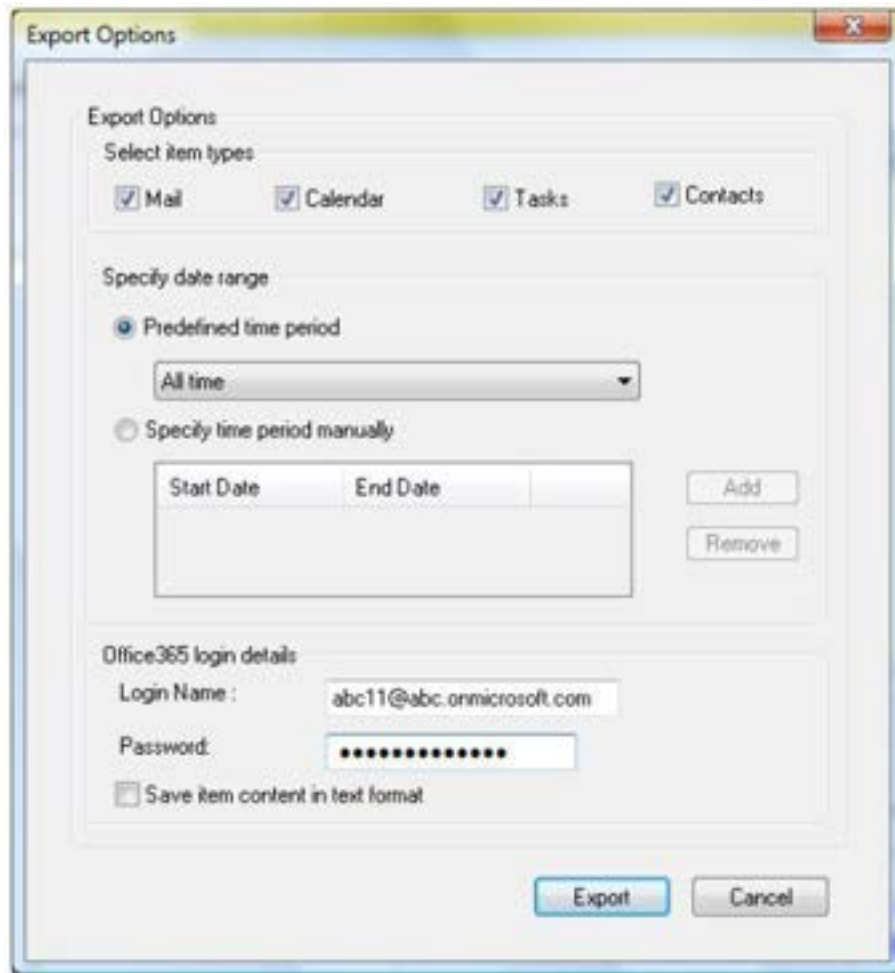 Export Options
Export Options
Select item types
Mail Calendar Tasks Contacts
Specify date range
Predefined time period
All time
Specify time period manually
Start Date End Date
Add
Remove
Office365 login details
Login Name : abc11@abc.onmicrosoft.com
Password: •••••••••••••
Save item content in text format
Export Cancel